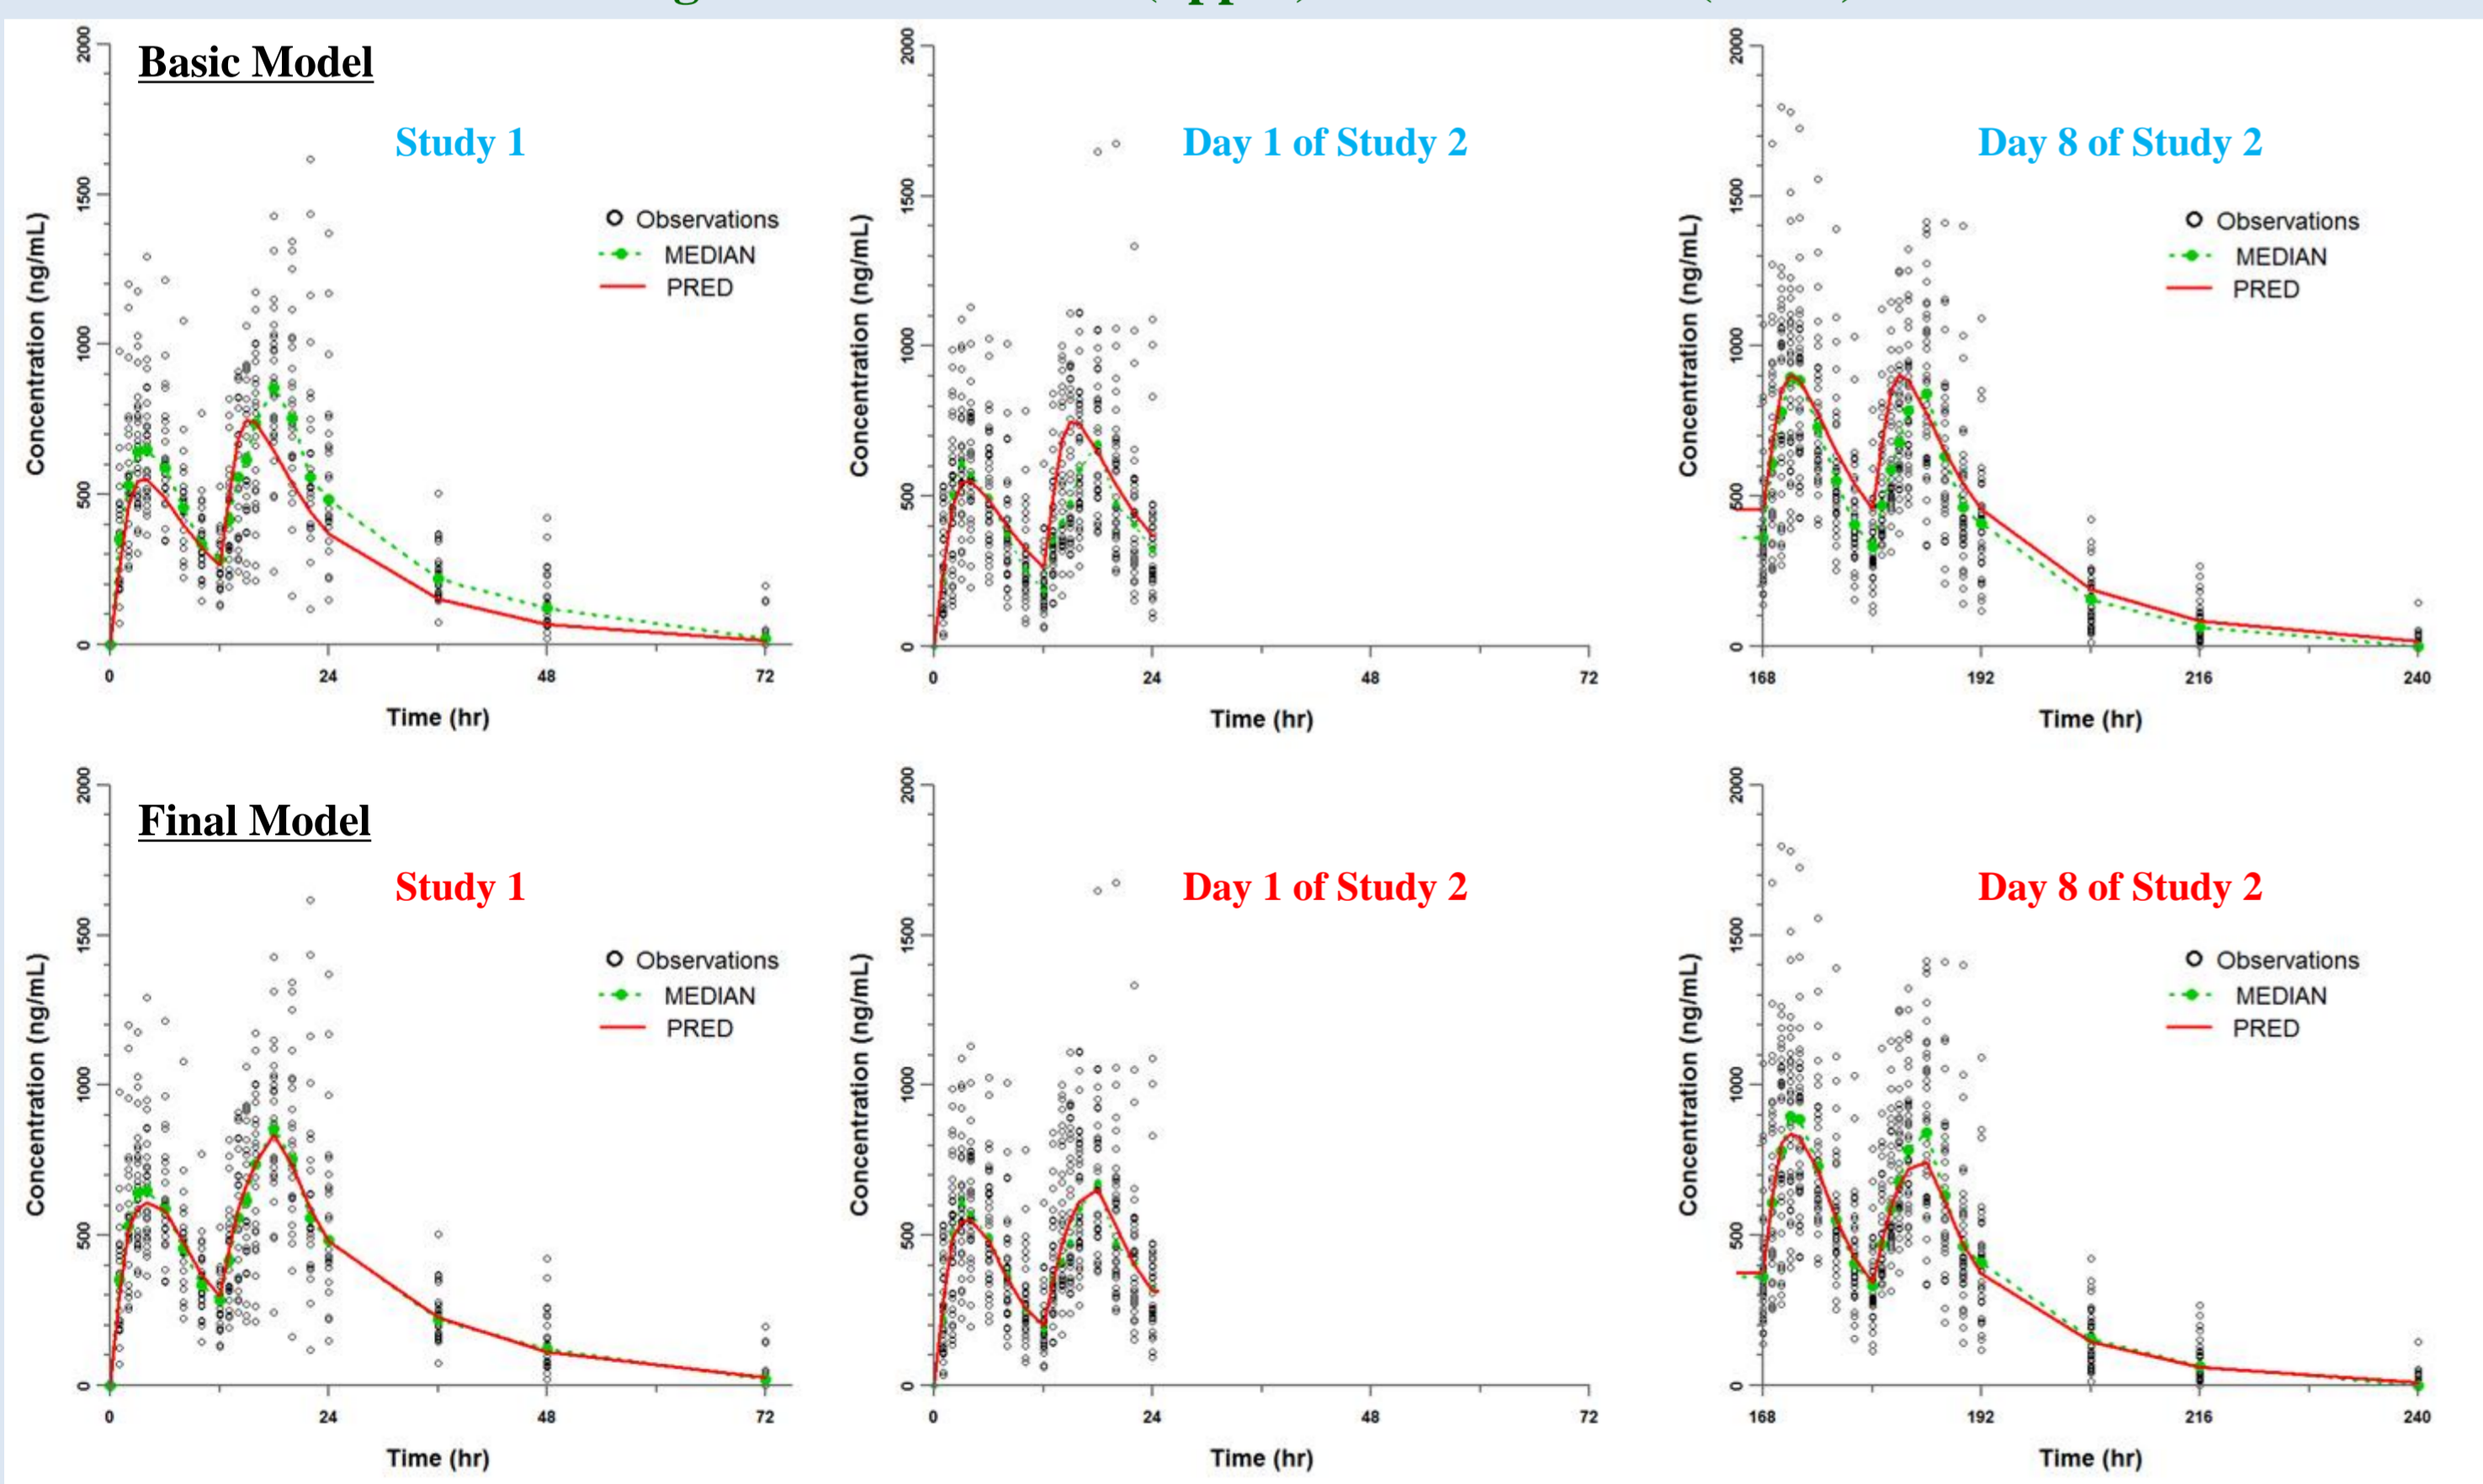 Basic Model
Study 1
Day 1 of Study 2
Day 8 of Study 2
Concentration (ng/mL)
0 500 1000 1500 2000
Observations
MEDIAN
PRED
0 24 48 72
Time (hr)
Concentration (ng/mL)
0 500 1000 1500 2000
0 24 48 72
Time (hr)
Concentration (ng/mL)
0 500 1000 1500 2000
Observations
MEDIAN
PRED
168 192 216 240
Time (hr)
Final Model
Study 1
Day 1 of Study 2
Day 8 of Study 2
Concentration (ng/mL)
0 500 1000 1500 2000
Observations
MEDIAN
PRED
0 24 48 72
Time (hr)
Concentration (ng/mL)
0 500 1000 1500 2000
0 24 48 72
Time (hr)
Concentration (ng/mL)
0 500 1000 1500 2000
Observations
MEDIAN
PRED
168 192 216 240
Time (hr)